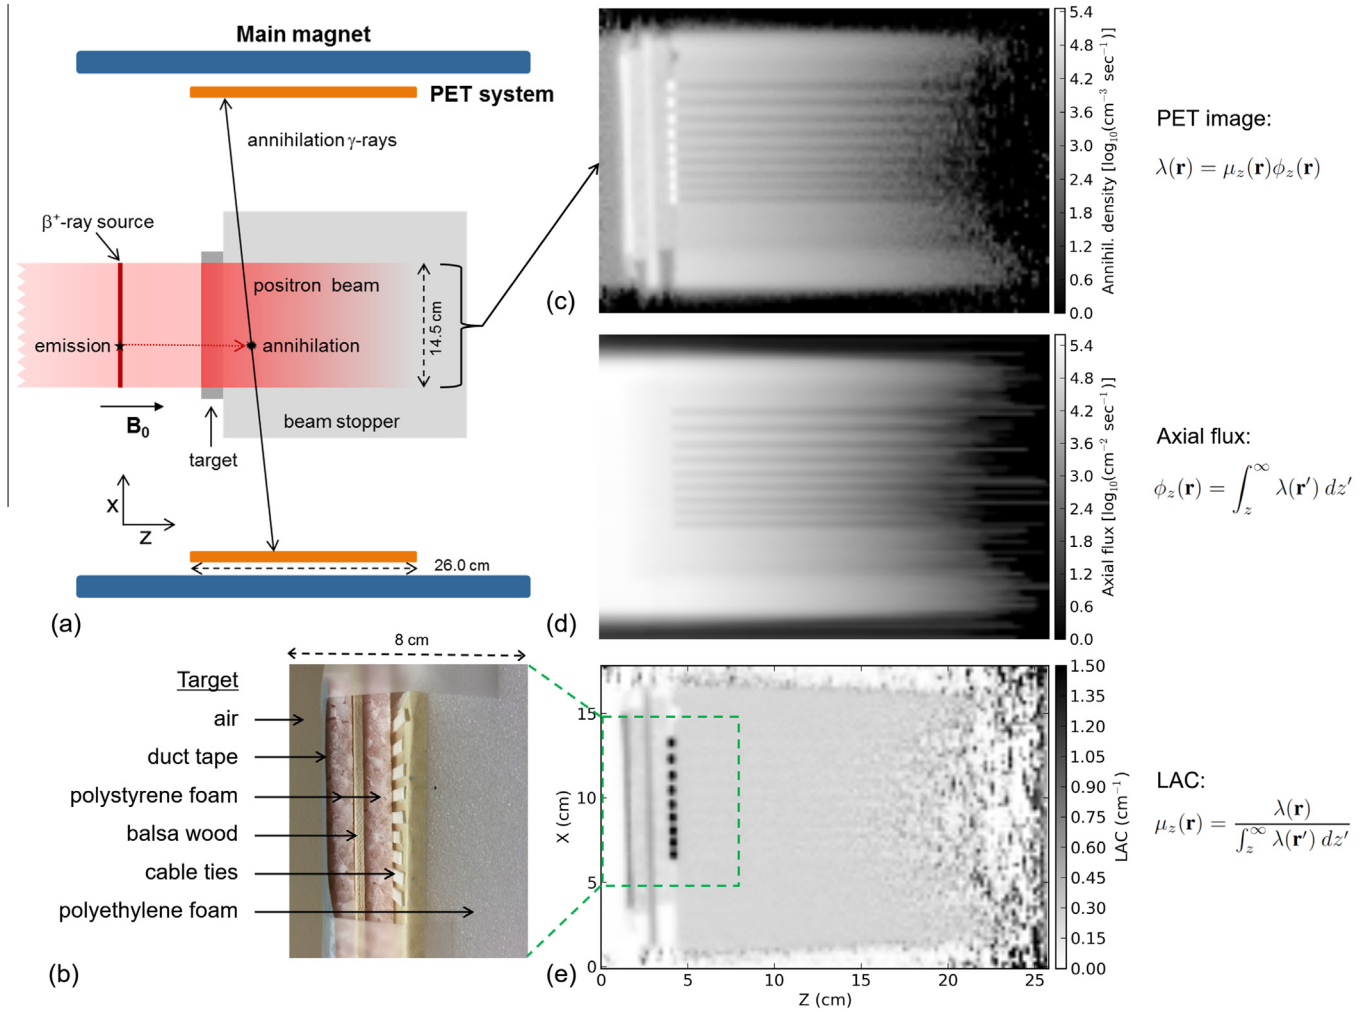 Main magnet
PET system
annihilation γ-rays
β⁺-ray source
positron beam
14.5 cm
emission
annihilation
B₀
beam stopper
target
X
Z
26.0 cm
(a)
8 cm
Target
air
duct tape
polystyrene foam
balsa wood
cable ties
polyethylene foam
(b)
(c)
5.4
4.8
4.2
3.6
3.0
2.4
1.8
1.2
0.6
0.0
Annihil. density [log₁₀(cm⁻³ sec⁻¹)]
PET image:
λ(r) = μ_z(r)ϕ_z(r)
(d)
5.4
4.8
4.2
3.6
3.0
2.4
1.8
1.2
0.6
0.0
Axial flux [log₁₀(cm⁻² sec⁻¹)]
Axial flux:
ϕ_z(r) = ∫_z^∞ λ(r′) dz′
(e)
15
10
5
0
X (cm)
0 5 10 15 20 25
Z (cm)
1.50
1.35
1.20
1.05
0.90
0.75
0.60
0.45
0.30
0.15
0.00
LAC (cm⁻¹)
LAC:
μ_z(r) = λ(r) / ∫_z^∞ λ(r′) dz′